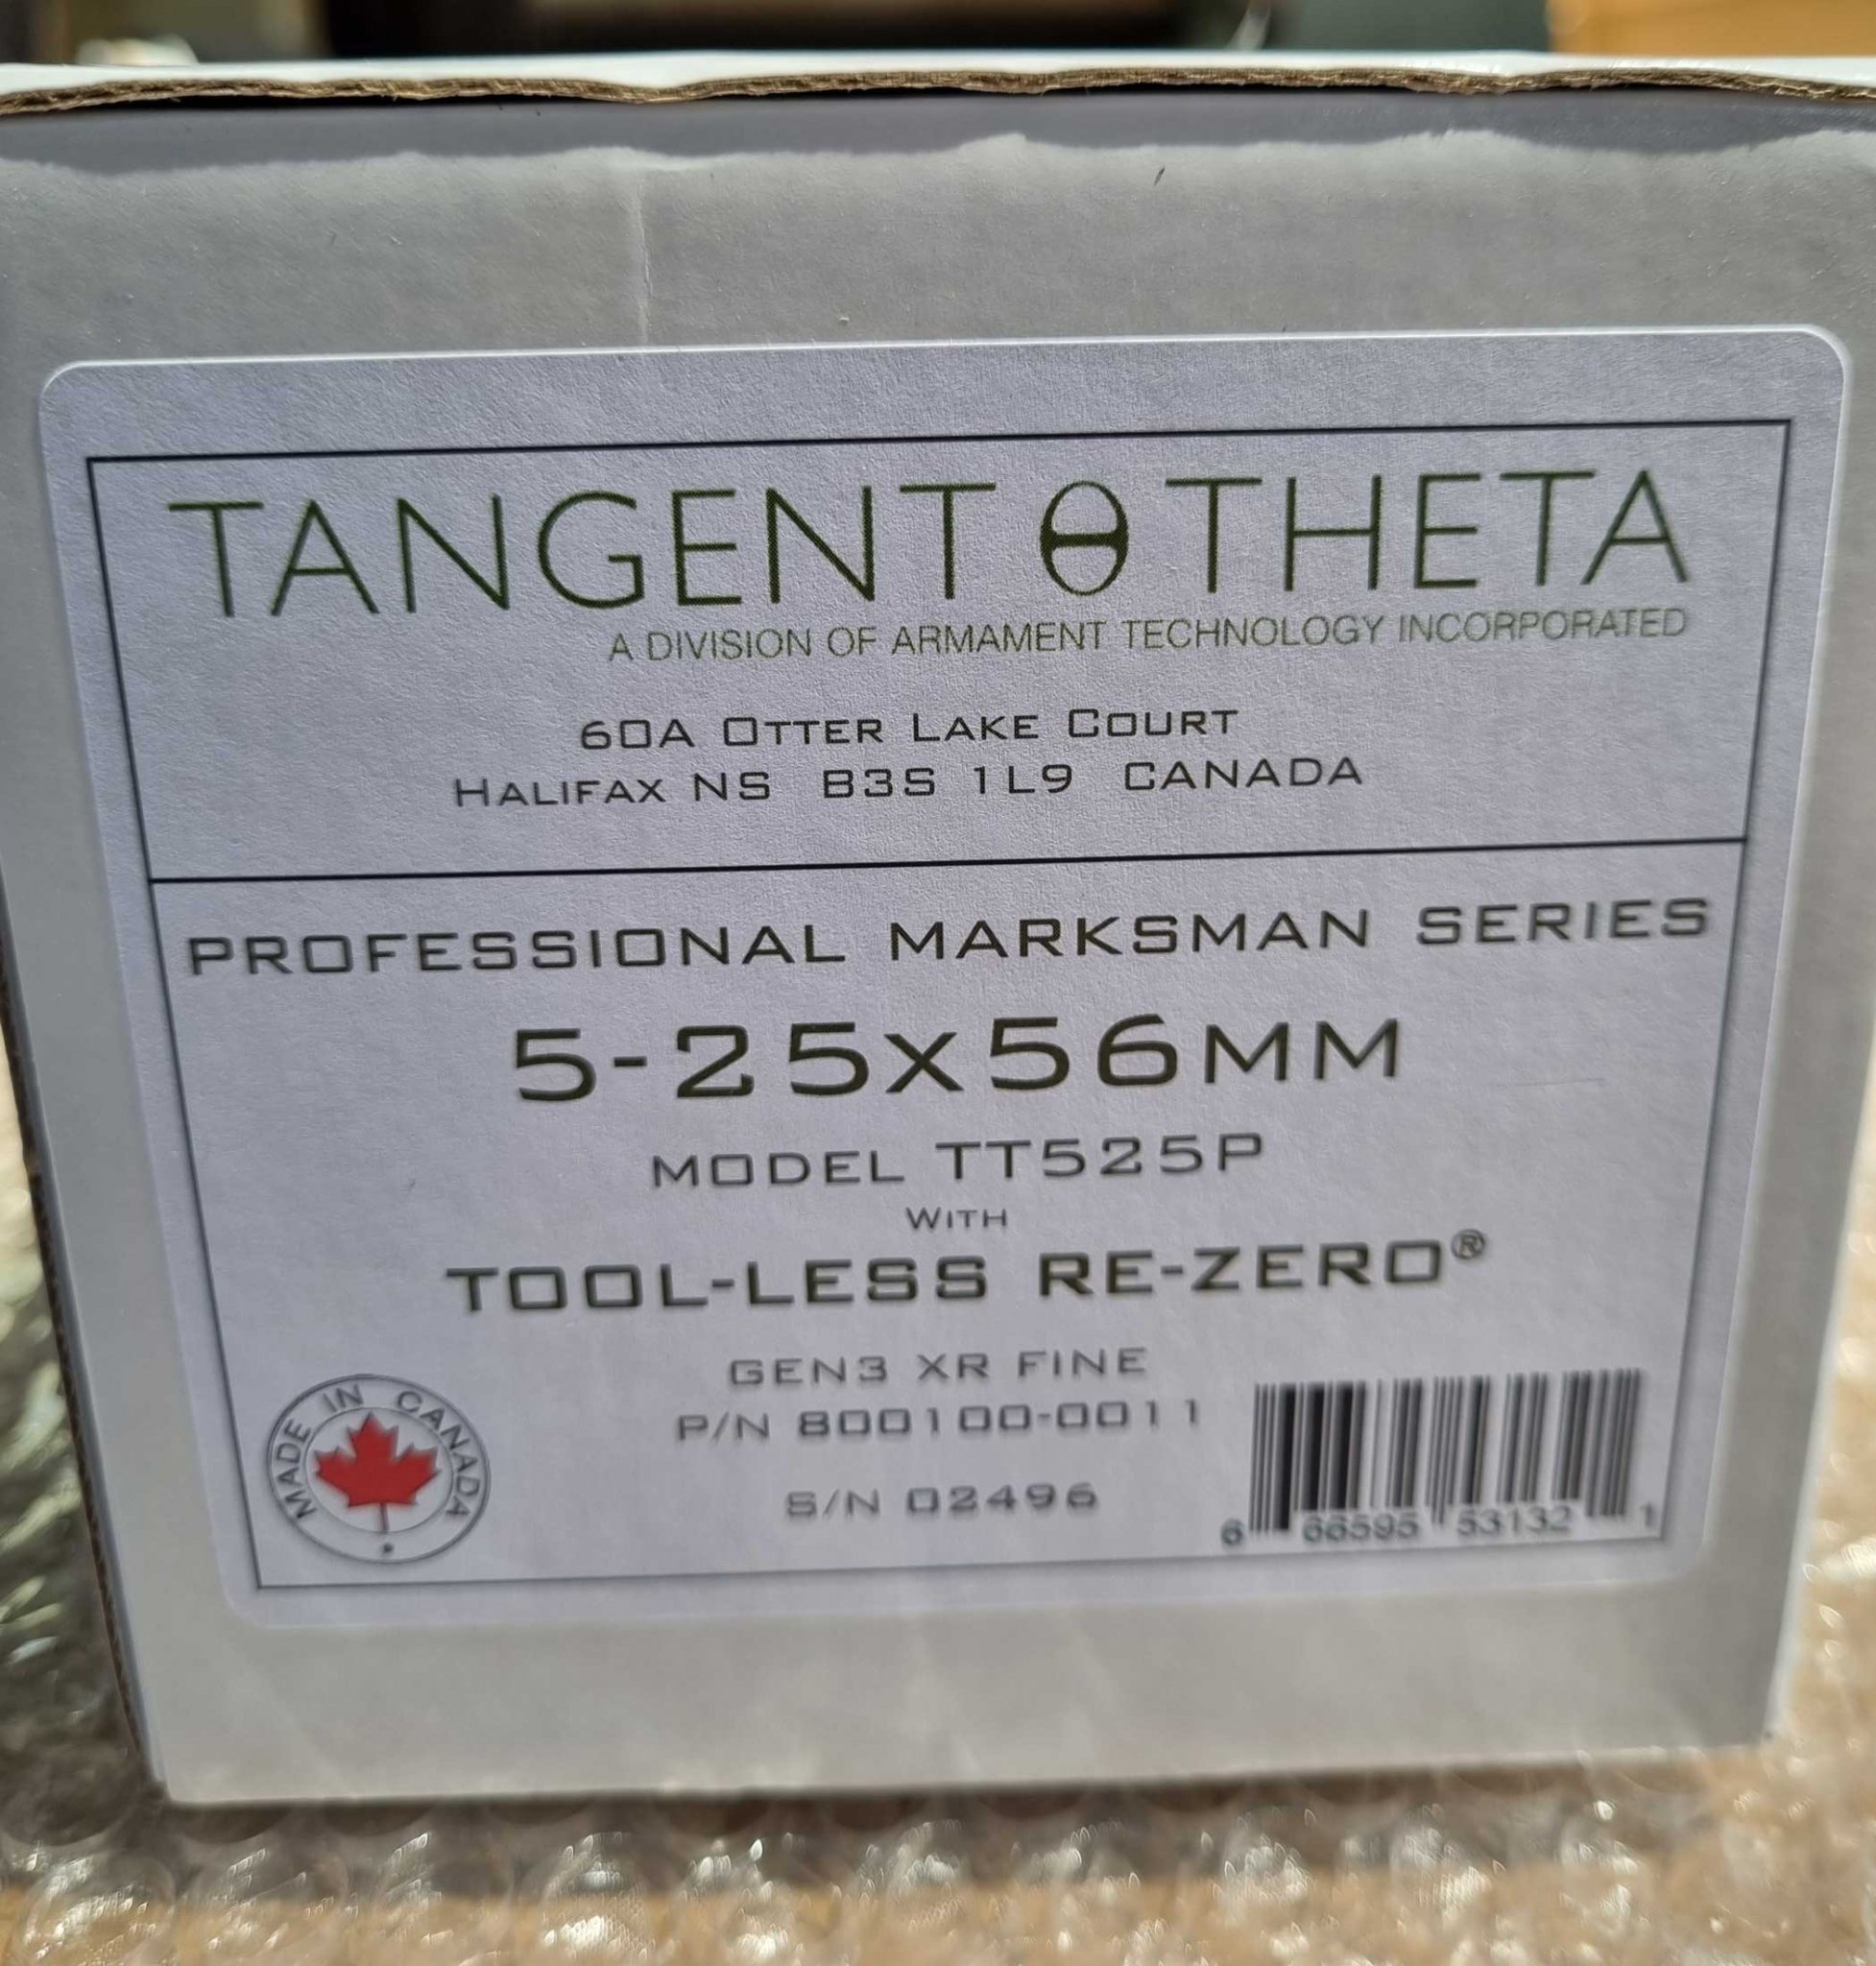 TANGENT θ THETA
A DIVISION OF ARMAMENT TECHNOLOGY INCORPORATED
60A OTTER LAKE COURT
HALIFAX NS B3S 1L9 CANADA
PROFESSIONAL MARKSMAN SERIES
5-25x56MM
MODEL TT525P
WITH
TOOL-LESS RE-ZERO®
GEN3 XR FINE
P/N 800100-0011
S/N 02496
MADE IN CANADA
6 66595 53132 1